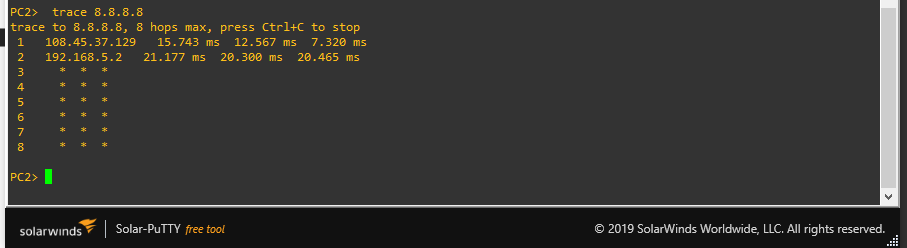 PC2>  trace 8.8.8.8
trace to 8.8.8.8, 8 hops max, press Ctrl+C to stop
 1   108.45.37.129   15.743 ms  12.567 ms  7.320 ms
 2   192.168.5.2   21.177 ms  20.300 ms  20.465 ms
 3     *  *  *
 4     *  *  *
 5     *  *  *
 6     *  *  *
 7     *  *  *
 8     *  *  *
PC2>
solarwinds | Solar-PuTTY free tool © 2019 SolarWinds Worldwide, LLC. All rights reserved.